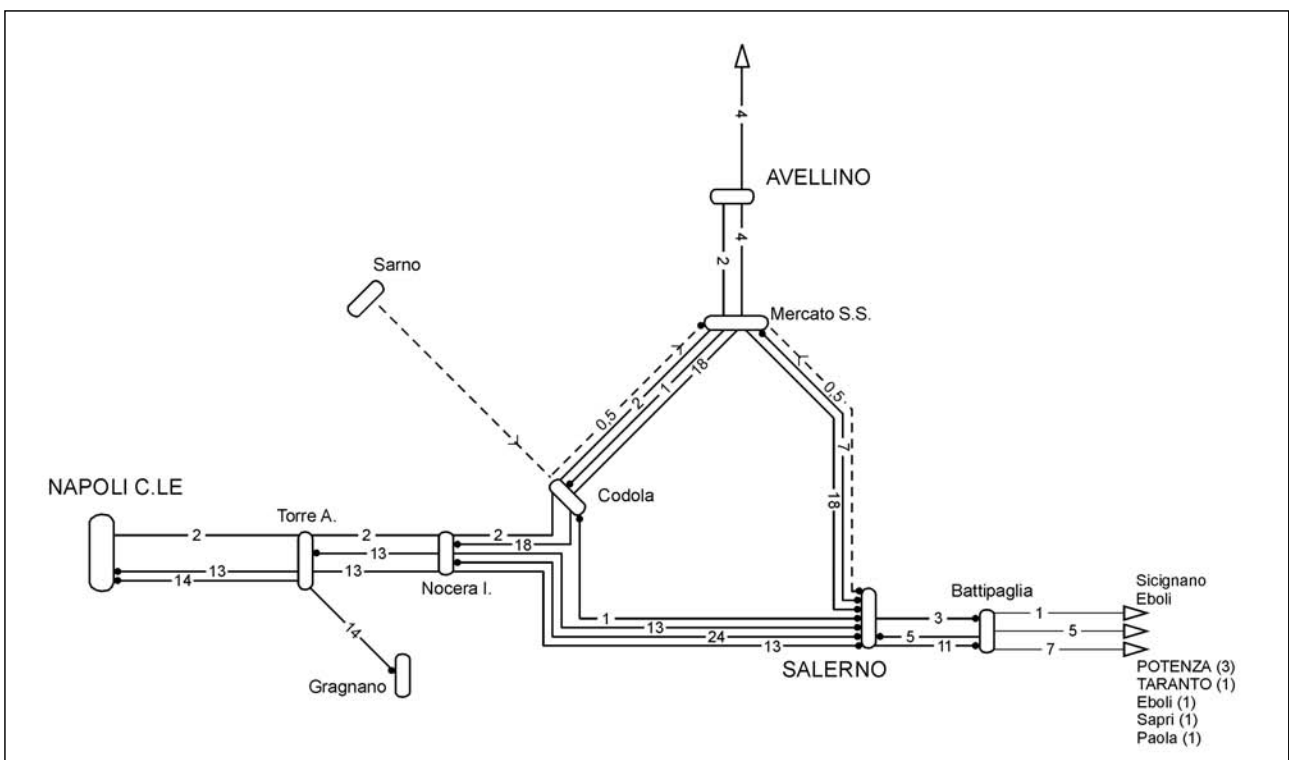 4
AVELLINO
4
2
Sarno
Mercato S.S.
0,5
2
1
18
0,5
7
18
Codola
NAPOLI C.LE
Torre A.
2
2
2
18
13
13
13
14
Nocera I.
14
Gragnano
1
13
24
13
SALERNO
Battipaglia
3
5
11
Sicignano
Eboli
1
5
7
POTENZA (3)
TARANTO (1)
Eboli (1)
Sapri (1)
Paola (1)